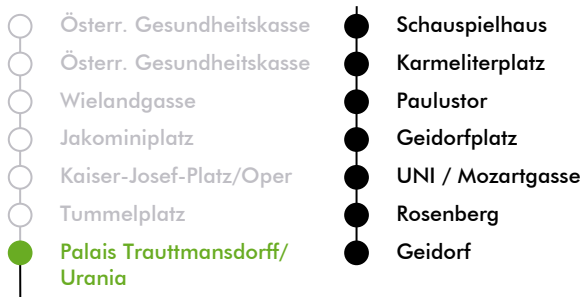 Österr. Gesundheitskasse
Österr. Gesundheitskasse
Wielandgasse
Jakominiplatz
Kaiser-Josef-Platz/Oper
Tummelplatz
Palais Trauttmansdorff/
Urania
Schauspielhaus
Karmeliterplatz
Paulustor
Geidorfplatz
UNI / Mozartgasse
Rosenberg
Geidorf